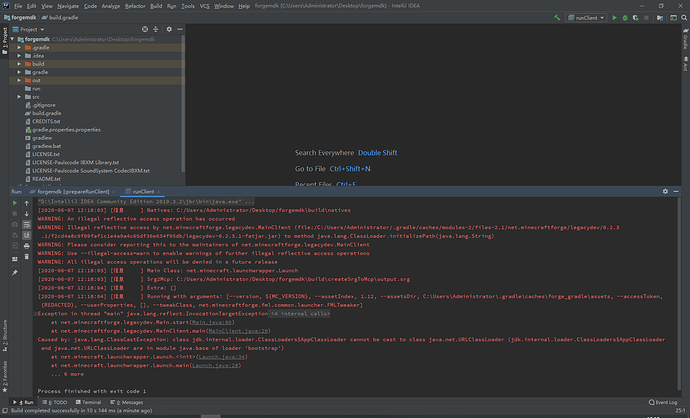 File Edit View Navigate Code Analyze Refactor Build Run Tools VCS Window Help forgemdk [C:\Users\Administrator\Desktop\forgemdk] - IntelliJ IDEA
forgemdk build.gradle
runClient
1: Project
Project
forgemdk C:\Users\Administrator\Desktop\forgemdk
.gradle
.idea
build
gradle
out
run
src
.gitignore
build.gradle
CREDITS.txt
gradle.properties.properties
gradlew
gradlew.bat
LICENSE.txt
LICENSE-Paulscode IBXM Library.txt
LICENSE-Paulscode SoundSystem CodecIBXM.txt
README.txt
Gradle
Ant
Search Everywhere Double Shift
Go to File Ctrl+Shift+N
Recent Files Ctrl+E
Run: forgemdk [prepareRunClient] runClient
"D:\IntelliJ IDEA Community Edition 2019.3.2\jbr\bin\java.exe" ...
[2020-06-07 12:18:03] [信息 ] Natives: C:/Users/Administrator/Desktop/forgemdk\build\natives
WARNING: An illegal reflective access operation has occurred
WARNING: Illegal reflective access by net.minecraftforge.legacydev.MainClient (file:/C:/Users/Administrator/.gradle/caches/modules-2/files-2.1/net.minecraftforge/legacydev/0.2.3
-fatjar.jar) to method java.lang.ClassLoader.initializePath(java.lang.String)
WARNING: Please consider reporting this to the maintainers of net.minecraftforge.legacydev.MainClient
WARNING: Use --illegal-access=warn to enable warnings of further illegal reflective access operations
WARNING: All illegal access operations will be denied in a future release
[2020-06-07 12:18:03] [信息 ] Main Class: net.minecraft.launchwrapper.Launch
[2020-06-07 12:18:03] [信息 ] Srg2Mcp: C:/Users/Administrator/Desktop/forgemdk\build\createSrgToMcp\output.srg
[2020-06-07 12:18:04] [信息 ] Extra: []
[2020-06-07 12:18:04] [信息 ] Running with arguments: [--version, ${MC_VERSION}, --assetIndex, 1.12, --assetsDir, C:\Users\Administrator\.gradle\caches\forge_gradle\assets, --accessToken,
{REDACTED}, --userProperties, {}, --tweakClass, net.minecraftforge.fml.common.launcher.FMLTweaker]
Exception in thread "main" java.lang.reflect.InvocationTargetException <4 internal calls>
at net.minecraftforge.legacydev.Main.start(Main.java:86)
at net.minecraftforge.legacydev.MainClient.main(MainClient.java:29)
Caused by: java.lang.ClassCastException: class jdk.internal.loader.ClassLoaders$AppClassLoader cannot be cast to class java.net.URLClassLoader (jdk.internal.loader.ClassLoaders$AppClassLoader
and java.net.URLClassLoader are in module java.base of loader 'bootstrap')
at net.minecraft.launchwrapper.Launch.<init>(Launch.java:34)
at net.minecraft.launchwrapper.Launch.main(Launch.java:28)
... 6 more
Process finished with exit code 1
7: Structure
2: Favorites
4: Run 6: TODO Terminal 0: Messages Event Log
Build completed successfully in 10 s 144 ms (a minute ago) 25:1